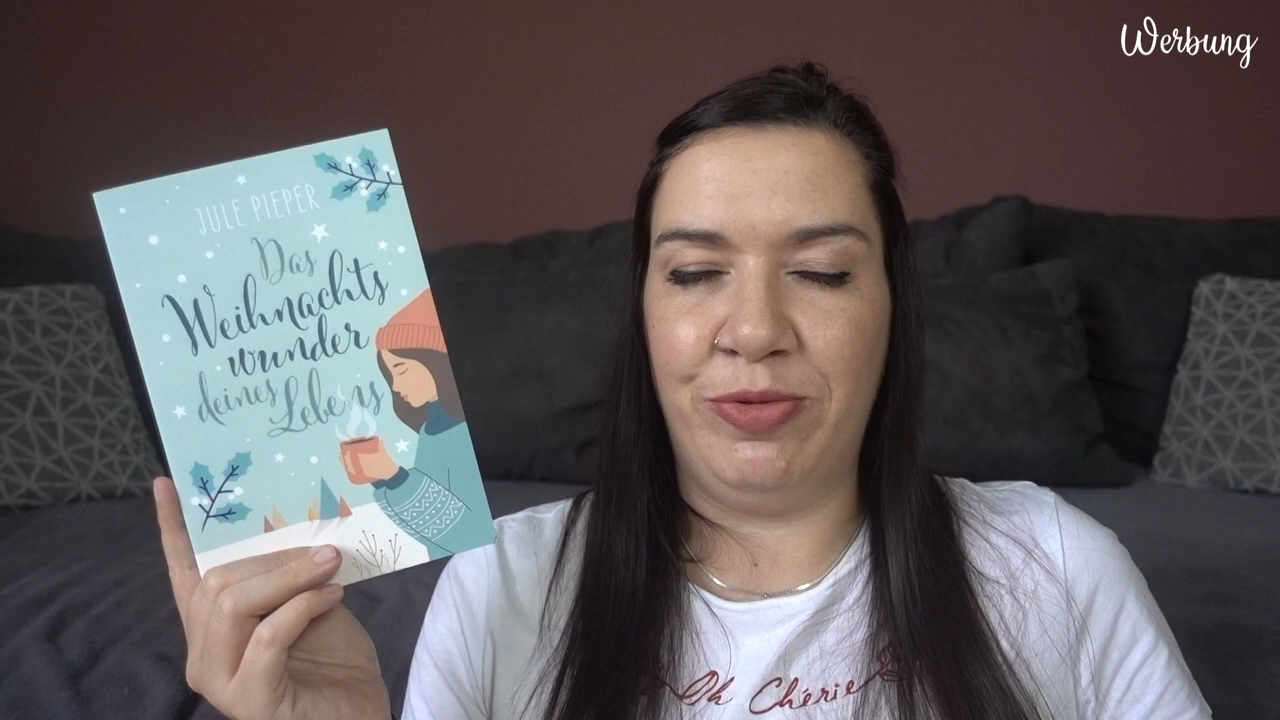 Werbung
JULE PIEPER
Das
Weihnachts
wunder
deines Lebens
Oh Chérie